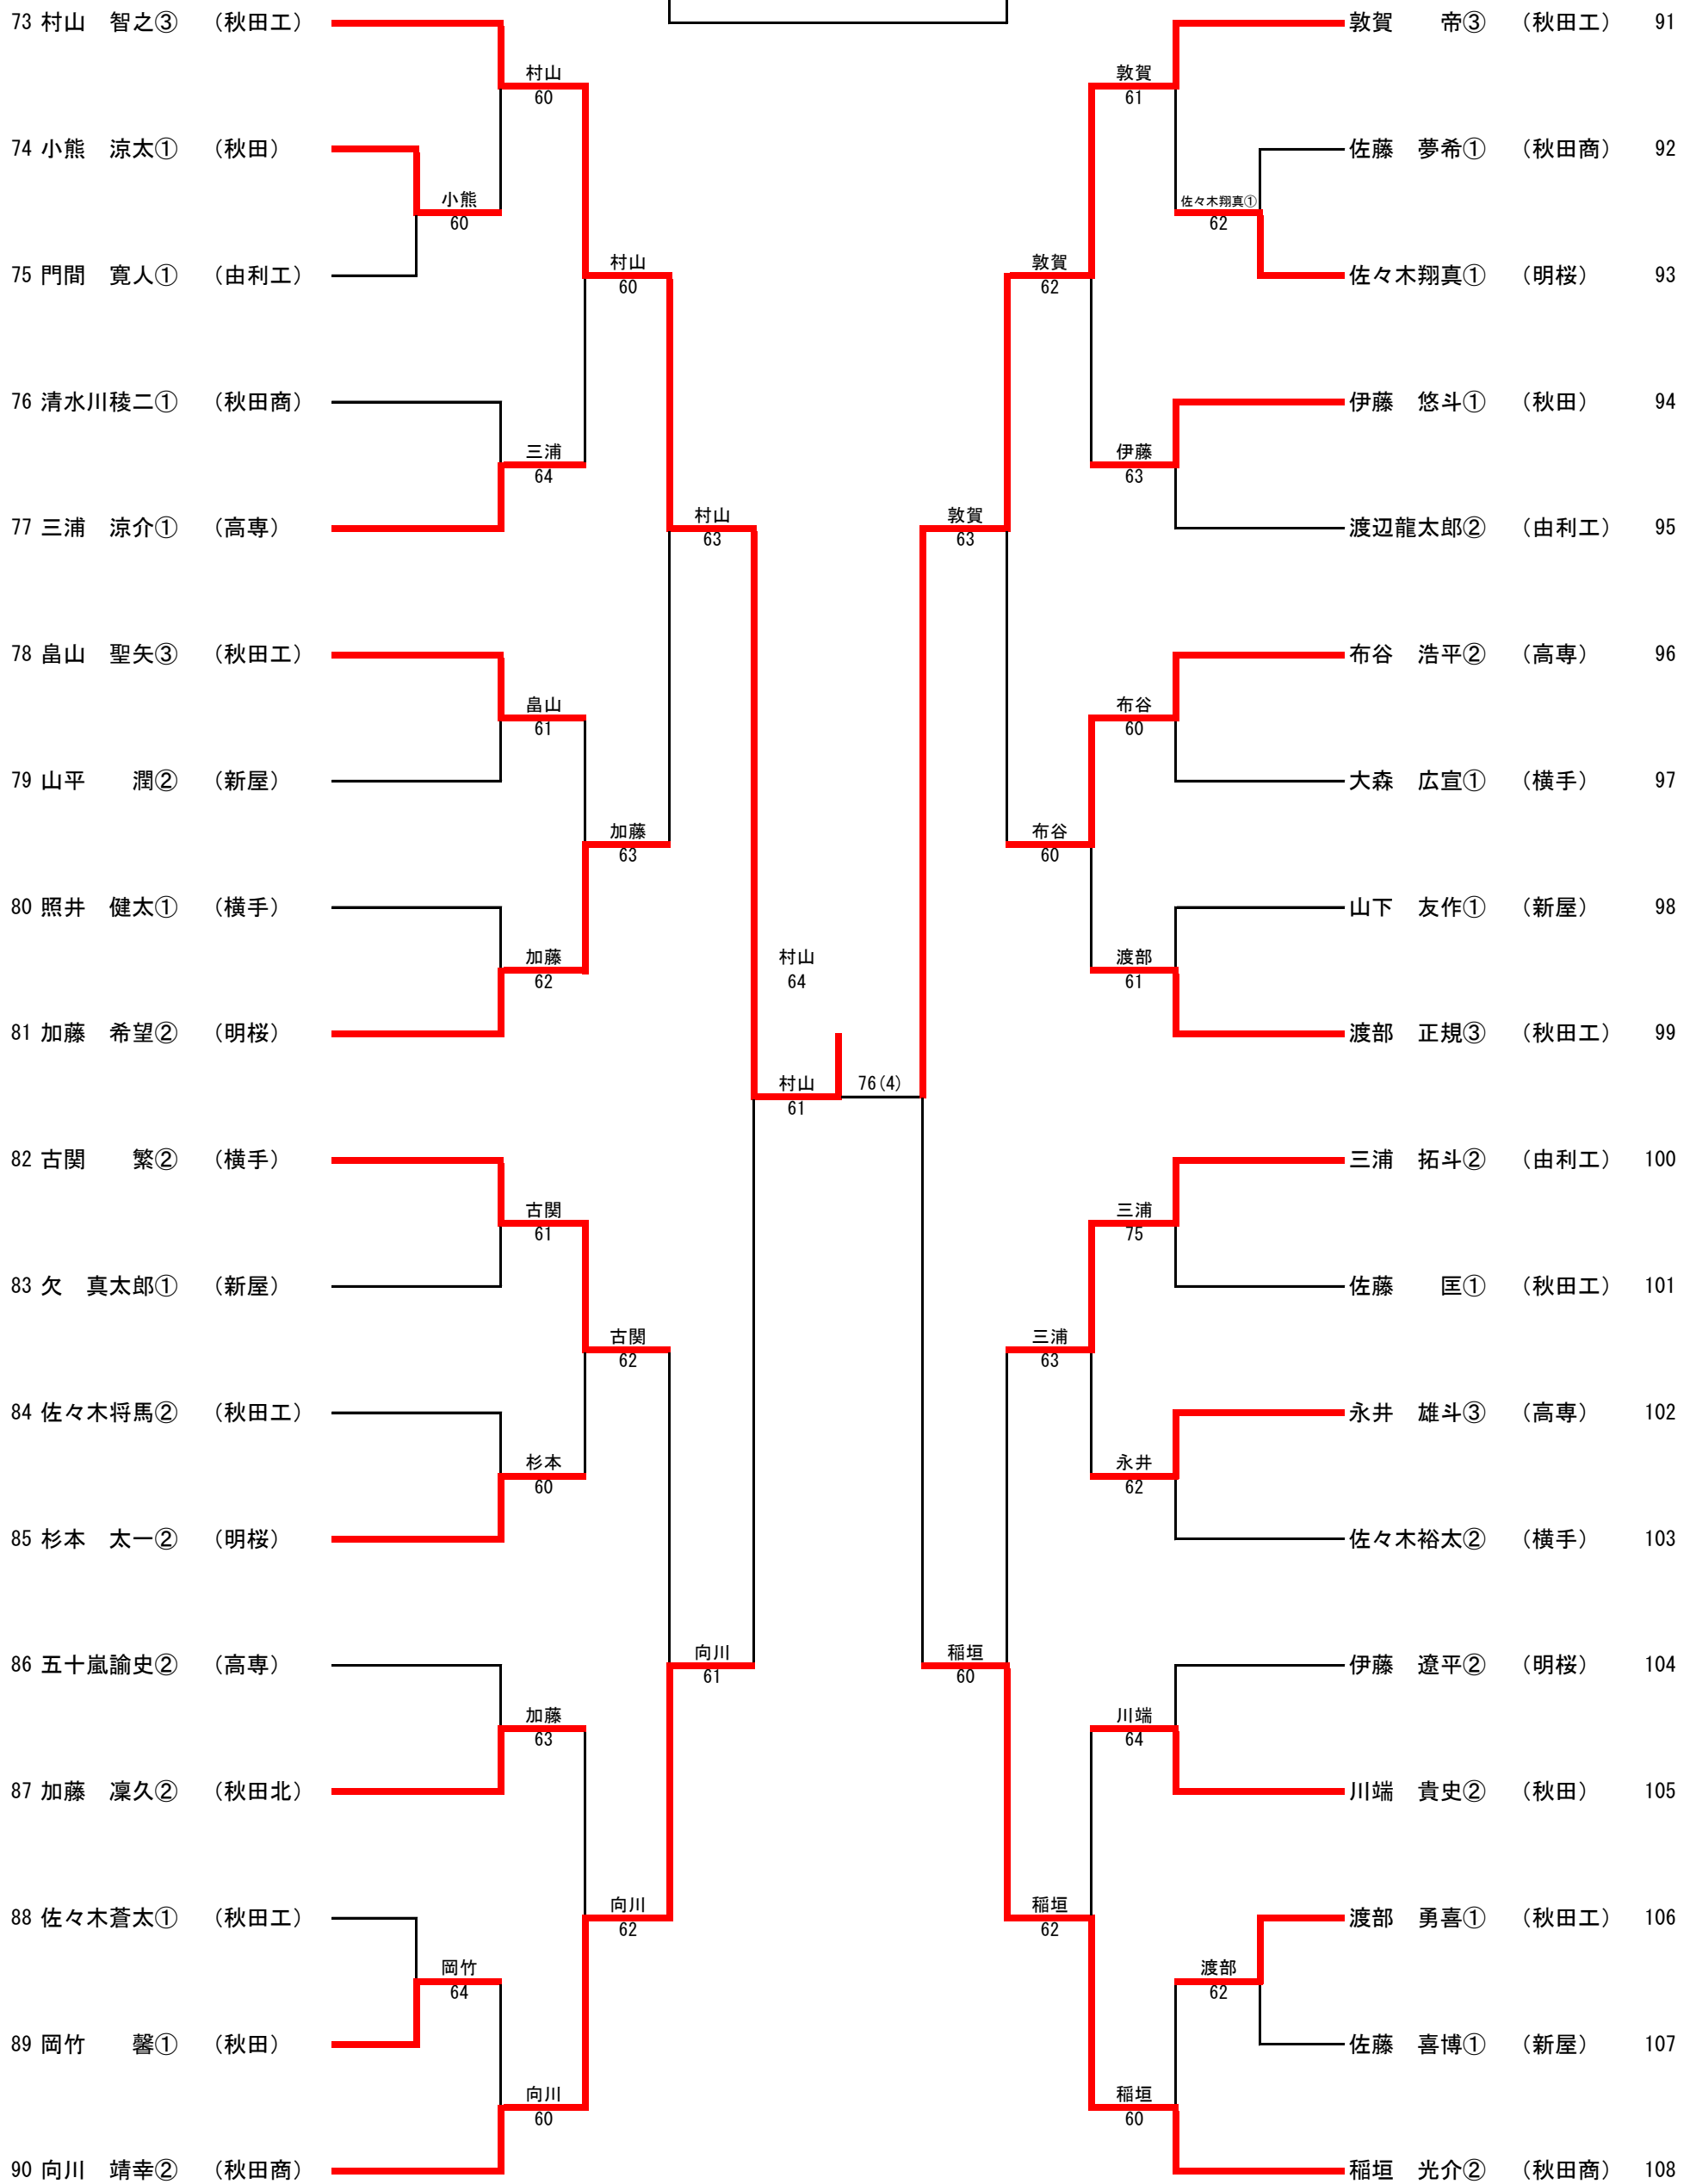 73 村山　智之③　（秋田工）　敦賀　　帝③　（秋田工）　91
村山　敦賀
60　61
74 小熊　涼太①　（秋田）　佐藤　夢希①　（秋田商）　92
小熊　佐々木翔真①
60　62
村山　敦賀
75 門間　寛人①　（由利工）　佐々木翔真①　（明桜）　93
60　62
76 清水川稜二①　（秋田商）　伊藤　悠斗①　（秋田）　94
三浦　伊藤
64　63
村山　敦賀
77 三浦　涼介①　（高専）　渡辺龍太郎②　（由利工）　95
63　63
78 畠山　聖矢③　（秋田工）　布谷　浩平②　（高専）　96
畠山　布谷
61　60
79 山平　　潤②　（新屋）　大森　広宣①　（横手）　97
加藤　布谷
63　60
80 照井　健太①　（横手）　山下　友作①　（新屋）　98
加藤　村山　渡部
62　64　61
81 加藤　希望②　（明桜）　渡部　正規③　（秋田工）　99
村山　76(4)
61
82 古関　　繁②　（横手）　三浦　拓斗②　（由利工）　100
古関　三浦
61　75
83 欠　真太郎①　（新屋）　佐藤　　匡①　（秋田工）　101
古関　三浦
62　63
84 佐々木将馬②　（秋田工）　永井　雄斗③　（高専）　102
杉本　永井
60　62
85 杉本　太一②　（明桜）　佐々木裕太②　（横手）　103
向川　稲垣
86 五十嵐諭史②　（高専）　伊藤　遼平②　（明桜）　104
61　60
加藤　川端
63　64
87 加藤　凜久②　（秋田北）　川端　貴史②　（秋田）　105
向川　稲垣
88 佐々木蒼太①　（秋田工）　渡部　勇喜①　（秋田工）　106
62　62
岡竹　渡部
64　62
89 岡竹　　馨①　（秋田）　佐藤　喜博①　（新屋）　107
向川　稲垣
60　60
90 向川　靖幸②　（秋田商）　稲垣　光介②　（秋田商）　108